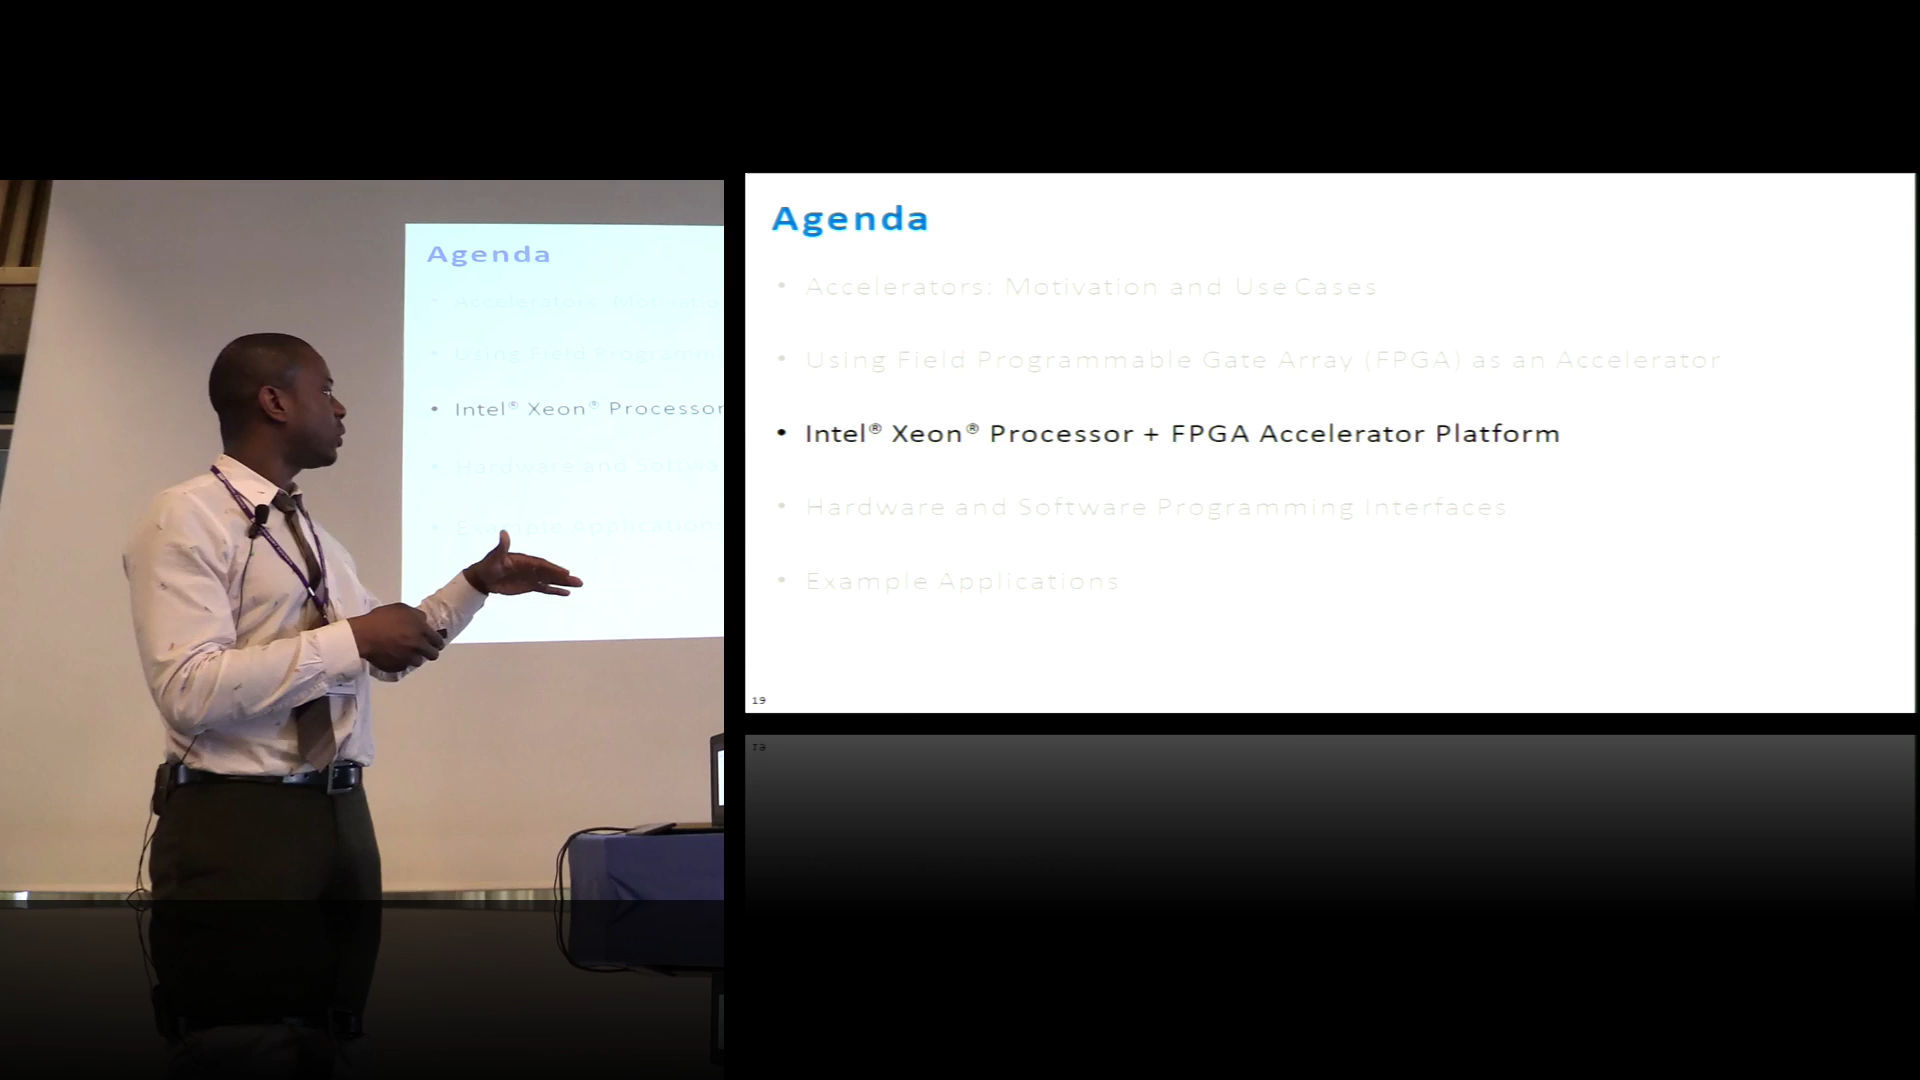 Agenda
Accelerators: Motivatio
Using Field Programm
• Intel® Xeon® Processor
Hardware and Softwa
Example Application
Agenda
• Accelerators: Motivation and Use Cases
• Using Field Programmable Gate Array (FPGA) as an Accelerator
• Intel® Xeon® Processor + FPGA Accelerator Platform
• Hardware and Software Programming Interfaces
• Example Applications
19